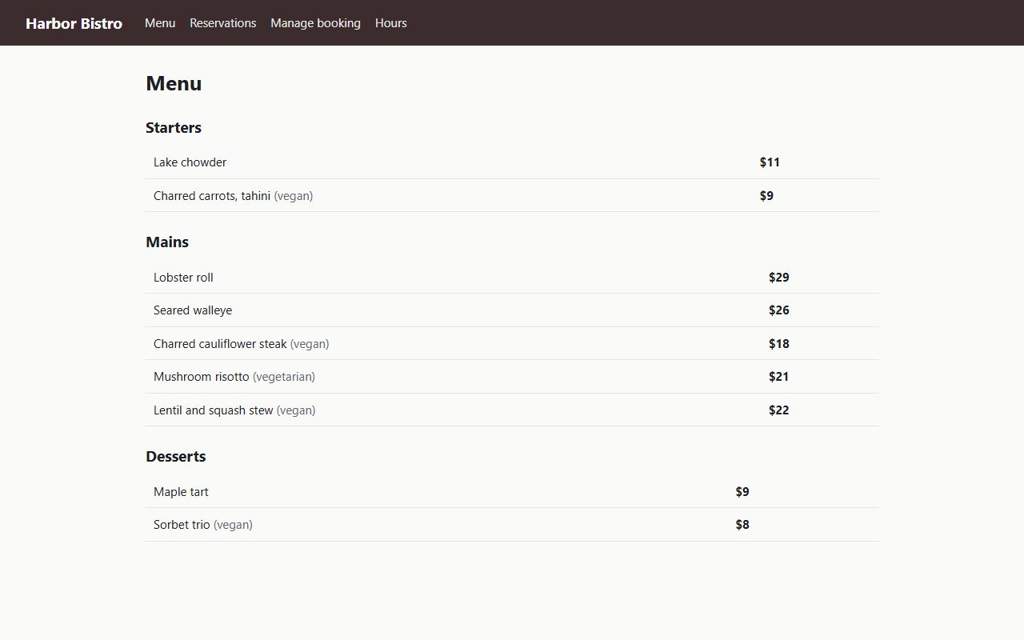 Harbor Bistro Menu Reservations Manage booking Hours
Menu
Starters
Lake chowder $11
Charred carrots, tahini (vegan) $9
Mains
Lobster roll $29
Seared walleye $26
Charred cauliflower steak (vegan) $18
Mushroom risotto (vegetarian) $21
Lentil and squash stew (vegan) $22
Desserts
Maple tart $9
Sorbet trio (vegan) $8